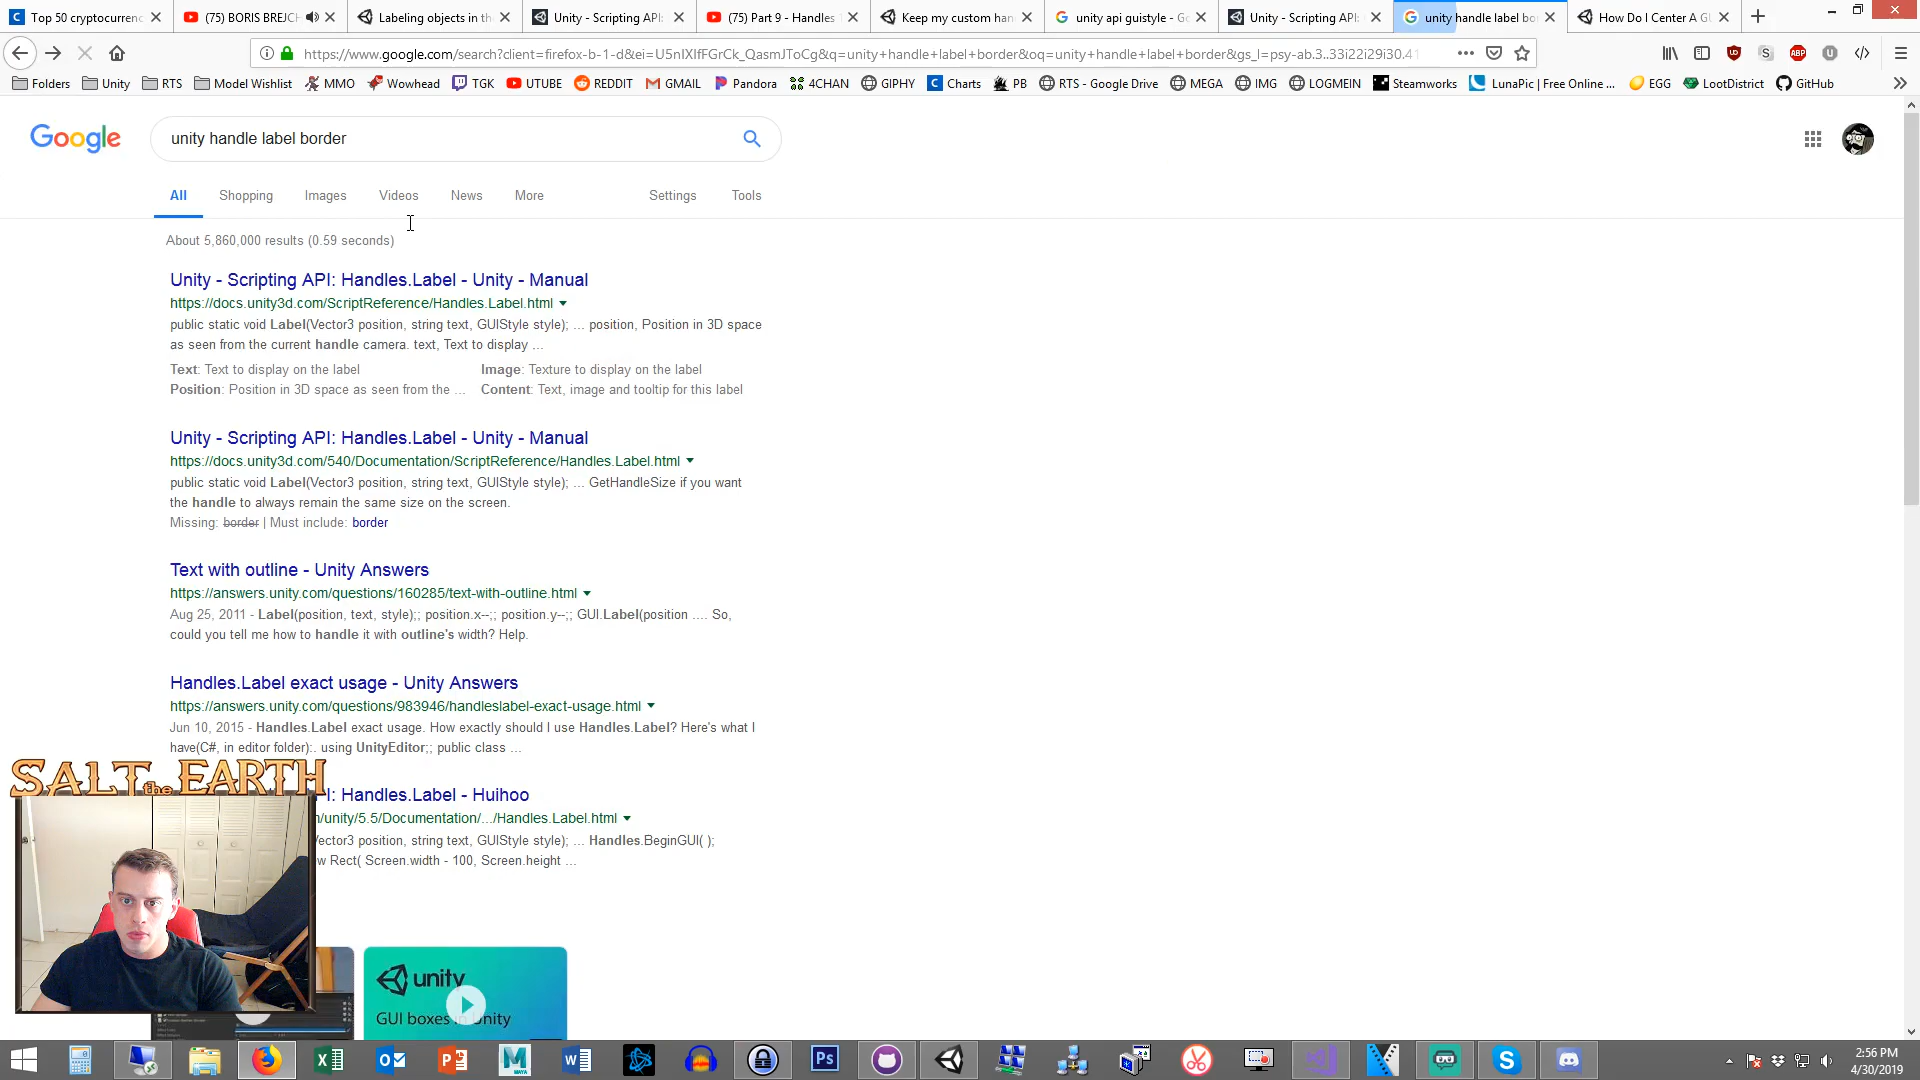 Top 50 cryptocurrenc
(75) BORIS BREJCH
Labeling objects in th
Unity - Scripting API:
(75) Part 9 - Handles
Keep my custom han
unity api guistyle - Go
Unity - Scripting API:
unity handle label bo
How Do I Center A G
https://www.google.com/search?client=firefox-b-1-d&ei=U5nIXIfFGrCk_QasmJToCg&q=unity+handle+label+border&oq=unity+handle+label+border&gs_l=psy-ab.3..33i22i29i30.41
Folders
Unity
RTS
Model Wishlist
MMO
Wowhead
TGK
UTUBE
REDDIT
GMAIL
Pandora
4CHAN
GIPHY
Charts
PB
RTS - Google Drive
MEGA
IMG
LOGMEIN
Steamworks
LunaPic | Free Online ...
EGG
LootDistrict
GitHub
Google
unity handle label border
All Shopping Images Videos News More Settings Tools
About 5,860,000 results (0.59 seconds)
Unity - Scripting API: Handles.Label - Unity - Manual
https://docs.unity3d.com/ScriptReference/Handles.Label.html
public static void Label(Vector3 position, string text, GUIStyle style); ... position, Position in 3D space
as seen from the current handle camera. text, Text to display ...
Text: Text to display on the label Image: Texture to display on the label
Position: Position in 3D space as seen from the ... Content: Text, image and tooltip for this label
Unity - Scripting API: Handles.Label - Unity - Manual
https://docs.unity3d.com/540/Documentation/ScriptReference/Handles.Label.html
public static void Label(Vector3 position, string text, GUIStyle style); ... GetHandleSize if you want
the handle to always remain the same size on the screen.
Missing: border | Must include: border
Text with outline - Unity Answers
https://answers.unity.com/questions/160285/text-with-outline.html
Aug 25, 2011 - Label(position, text, style);; position.x--;; position.y--;; GUI.Label(position .... So,
could you tell me how to handle it with outline's width? Help.
Handles.Label exact usage - Unity Answers
https://answers.unity.com/questions/983946/handleslabel-exact-usage.html
Jun 10, 2015 - Handles.Label exact usage. How exactly should I use Handles.Label? Here's what I
have(C#, in editor folder):. using UnityEditor;; public class ...
SALT the EARTH
I: Handles.Label - Huihoo
n/unity/5.5/Documentation/.../Handles.Label.html
Vector3 position, string text, GUIStyle style); ... Handles.BeginGUI( );
w Rect( Screen.width - 100, Screen.height ...
unity
GUI boxes in Unity
2:56 PM
4/30/2019